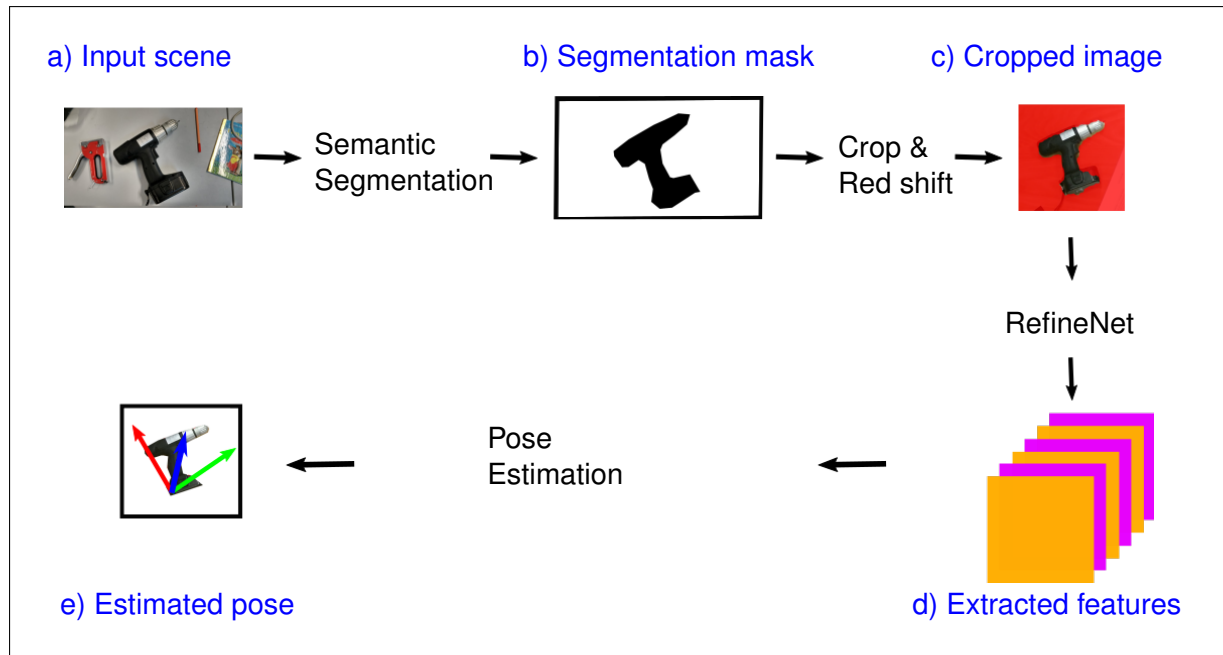 a) Input scene
b) Segmentation mask
c) Cropped image
Semantic
Segmentation
Crop &
Red shift
RefineNet
Pose
Estimation
e) Estimated pose
d) Extracted features